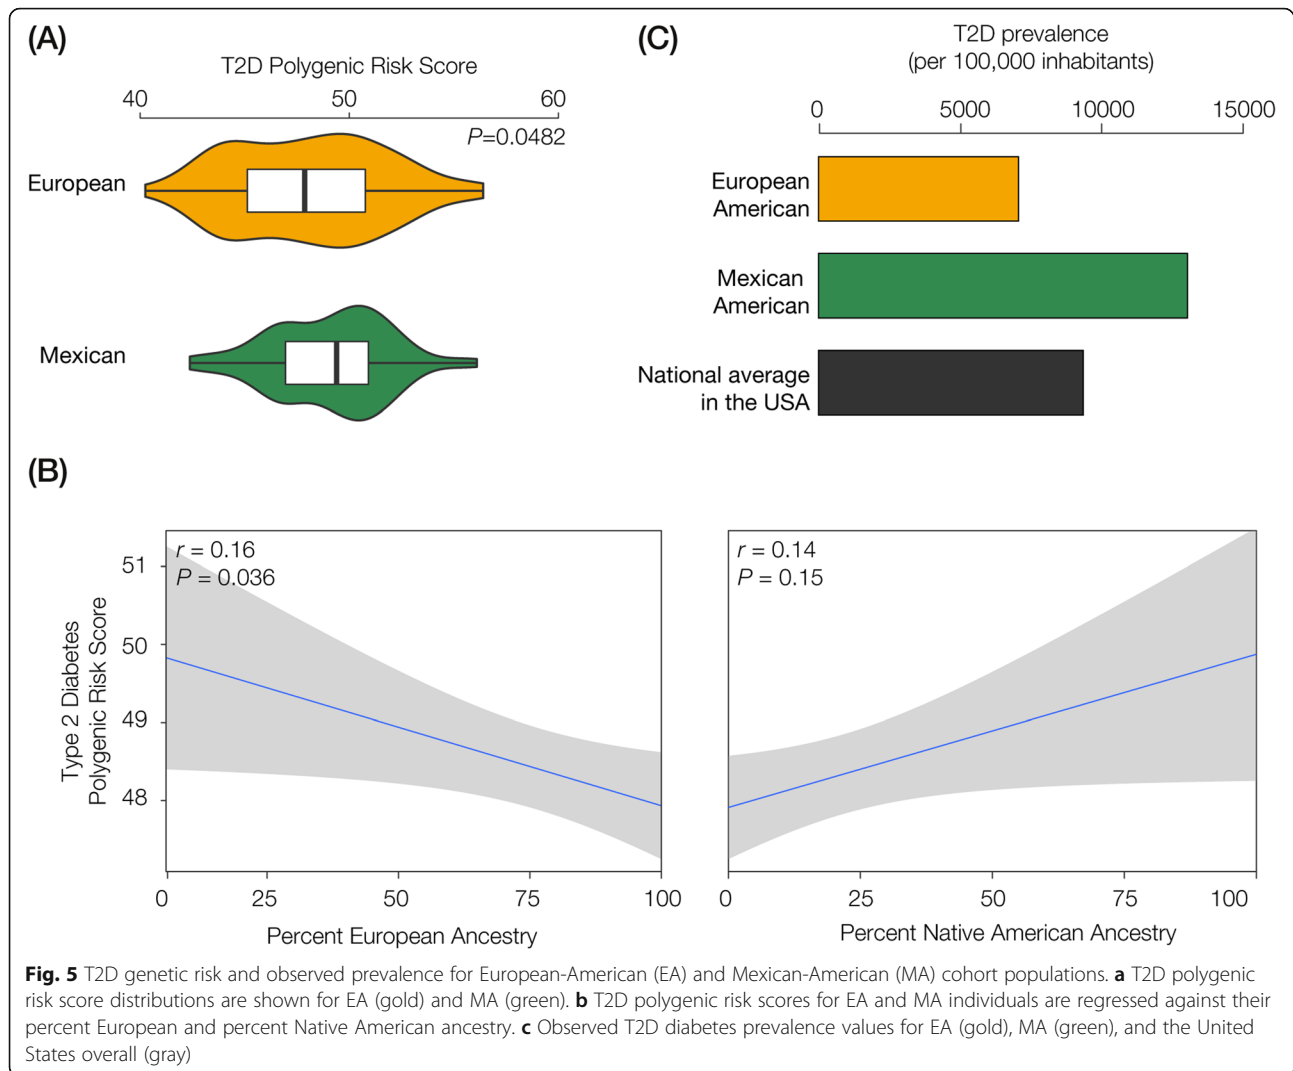 (A)
T2D Polygenic Risk Score
40 50 60
P=0.0482
European
Mexican
(C)
T2D prevalence
(per 100,000 inhabitants)
0 5000 10000 15000
European
American
Mexican
American
National average
in the USA
(B)
Type 2 Diabetes
Polygenic Risk Score
51
50
49
48
r = 0.16
P = 0.036
0 25 50 75 100
Percent European Ancestry
r = 0.14
P = 0.15
0 25 50 75 100
Percent Native American Ancestry
Fig. 5 T2D genetic risk and observed prevalence for European-American (EA) and Mexican-American (MA) cohort populations. a T2D polygenic
risk score distributions are shown for EA (gold) and MA (green). b T2D polygenic risk scores for EA and MA individuals are regressed against their
percent European and percent Native American ancestry. c Observed T2D diabetes prevalence values for EA (gold), MA (green), and the United
States overall (gray)